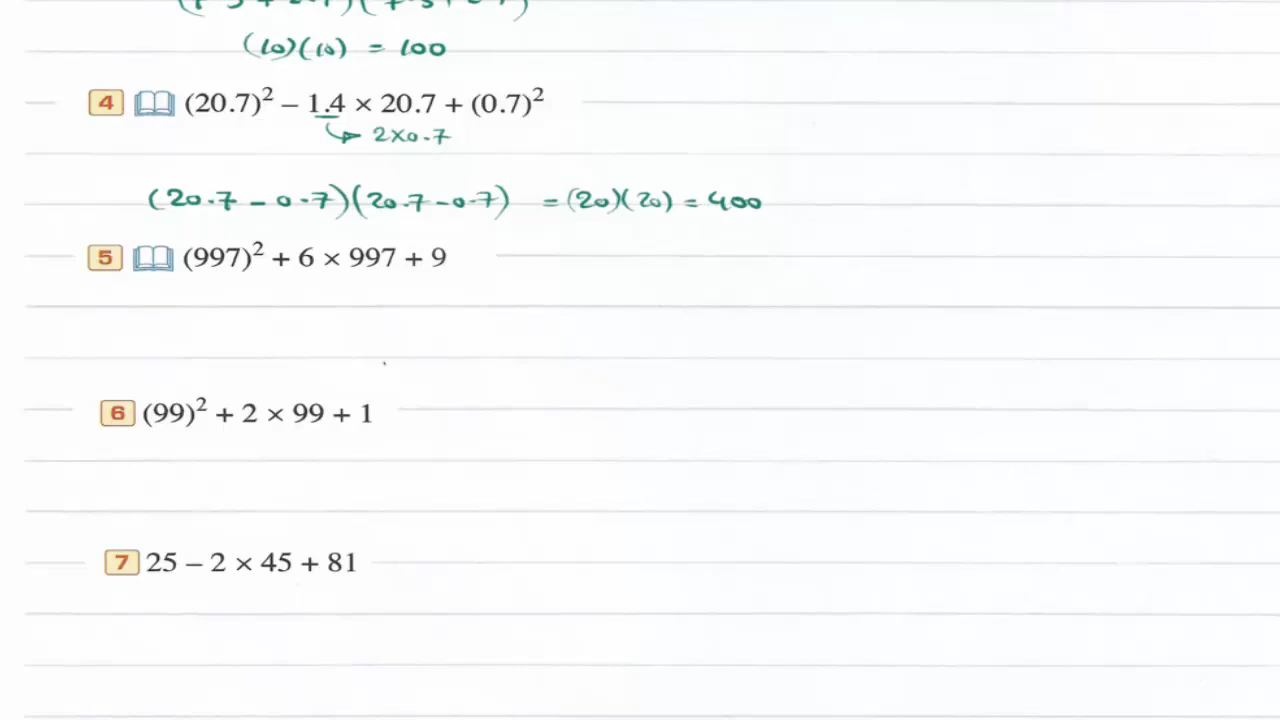 (10)(10) = 100
4 (20.7)² – 1.4 × 20.7 + (0.7)²
2×0.7
(20.7 – 0.7)(20.7 – 0.7) = (20)(20) = 400
5 (997)² + 6 × 997 + 9
6 (99)² + 2 × 99 + 1
7 25 – 2 × 45 + 81